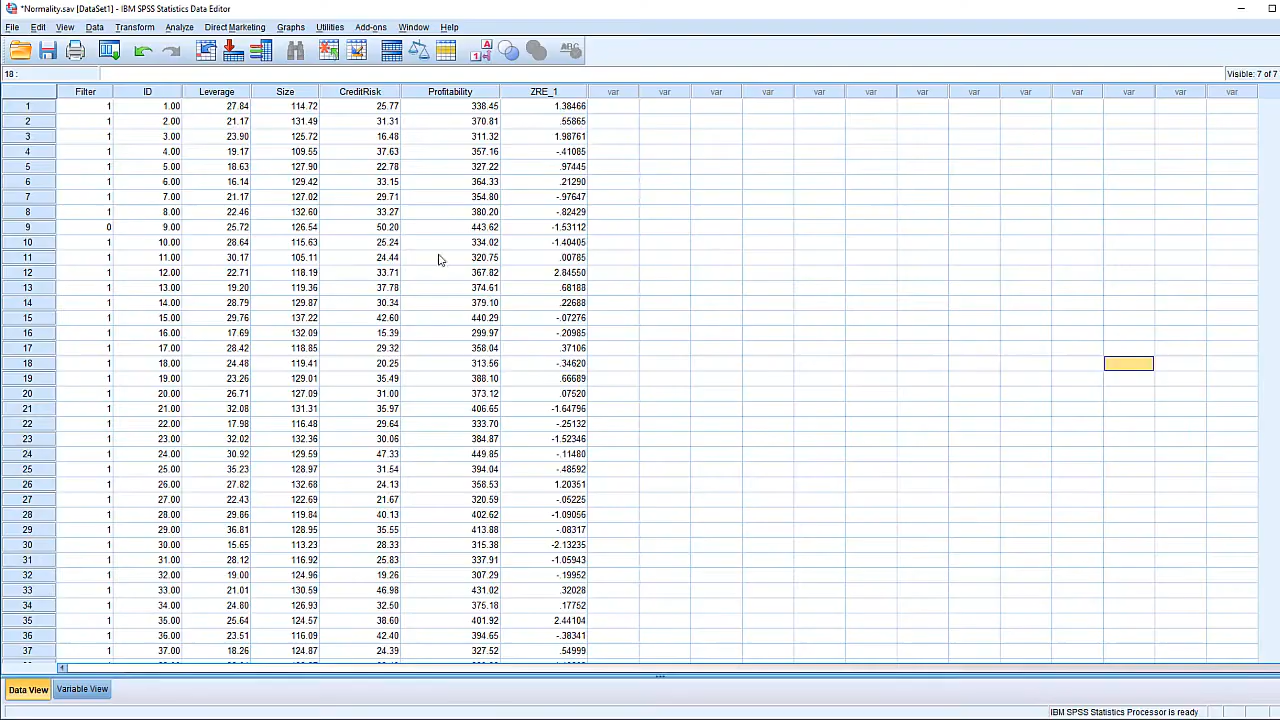 *Normality.sav [DataSet1] - IBM SPSS Statistics Data Editor
File Edit View Data Transform Analyze Direct Marketing Graphs Utilities Add-ons Window Help
18 : Visible: 7 of 7
Filter ID Leverage Size CreditRisk Profitability ZRE_1 var var var var var var var var var var var var var
1 1 1.00 27.84 114.72 25.77 338.45 1.38466
2 1 2.00 21.17 131.49 31.31 370.81 .55865
3 1 3.00 23.90 125.72 16.48 311.32 1.98761
4 1 4.00 19.17 109.55 37.63 357.16 -.41085
5 1 5.00 18.63 127.90 22.78 327.22 .97445
6 1 6.00 16.14 129.42 33.15 364.33 .21290
7 1 7.00 21.17 127.02 29.71 354.80 -.97647
8 1 8.00 22.46 132.60 33.27 380.20 -.82429
9 0 9.00 25.72 126.54 50.20 443.62 -1.53112
10 1 10.00 28.64 115.63 25.24 334.02 -1.40405
11 1 11.00 30.17 105.11 24.44 320.75 .00785
12 1 12.00 22.71 118.19 33.71 367.82 2.84550
13 1 13.00 19.20 119.36 37.78 374.61 .68188
14 1 14.00 28.79 129.87 30.34 379.10 .22688
15 1 15.00 29.76 137.22 42.60 440.29 -.07276
16 1 16.00 17.69 132.09 15.39 299.97 -.20985
17 1 17.00 28.42 118.85 29.32 358.04 .37106
18 1 18.00 24.48 119.41 20.25 313.56 -.34620
19 1 19.00 23.26 129.01 35.49 388.10 .66689
20 1 20.00 26.71 127.09 31.00 373.12 .07520
21 1 21.00 32.08 131.31 35.97 406.65 -1.64796
22 1 22.00 17.98 116.48 29.64 333.70 -.25132
23 1 23.00 32.02 132.36 30.06 384.87 -1.52346
24 1 24.00 30.92 129.59 47.33 449.85 -.11480
25 1 25.00 35.23 128.97 31.54 394.04 -.48592
26 1 26.00 27.82 132.68 24.13 358.53 1.20351
27 1 27.00 22.43 122.69 21.67 320.59 -.05225
28 1 28.00 29.86 119.84 40.13 402.62 -1.09056
29 1 29.00 36.81 128.95 35.55 413.88 -.08317
30 1 30.00 15.65 113.23 28.33 315.38 -2.13235
31 1 31.00 28.12 116.92 25.83 337.91 -1.05943
32 1 32.00 19.00 124.96 19.26 307.29 -.19952
33 1 33.00 21.01 130.59 46.98 431.02 .32028
34 1 34.00 24.80 126.93 32.50 375.18 .17752
35 1 35.00 25.64 124.57 38.60 401.92 2.44104
36 1 36.00 23.51 116.09 42.40 394.65 -.38341
37 1 37.00 18.26 124.87 24.39 327.52 .54999
Data View Variable View
IBM SPSS Statistics Processor is ready